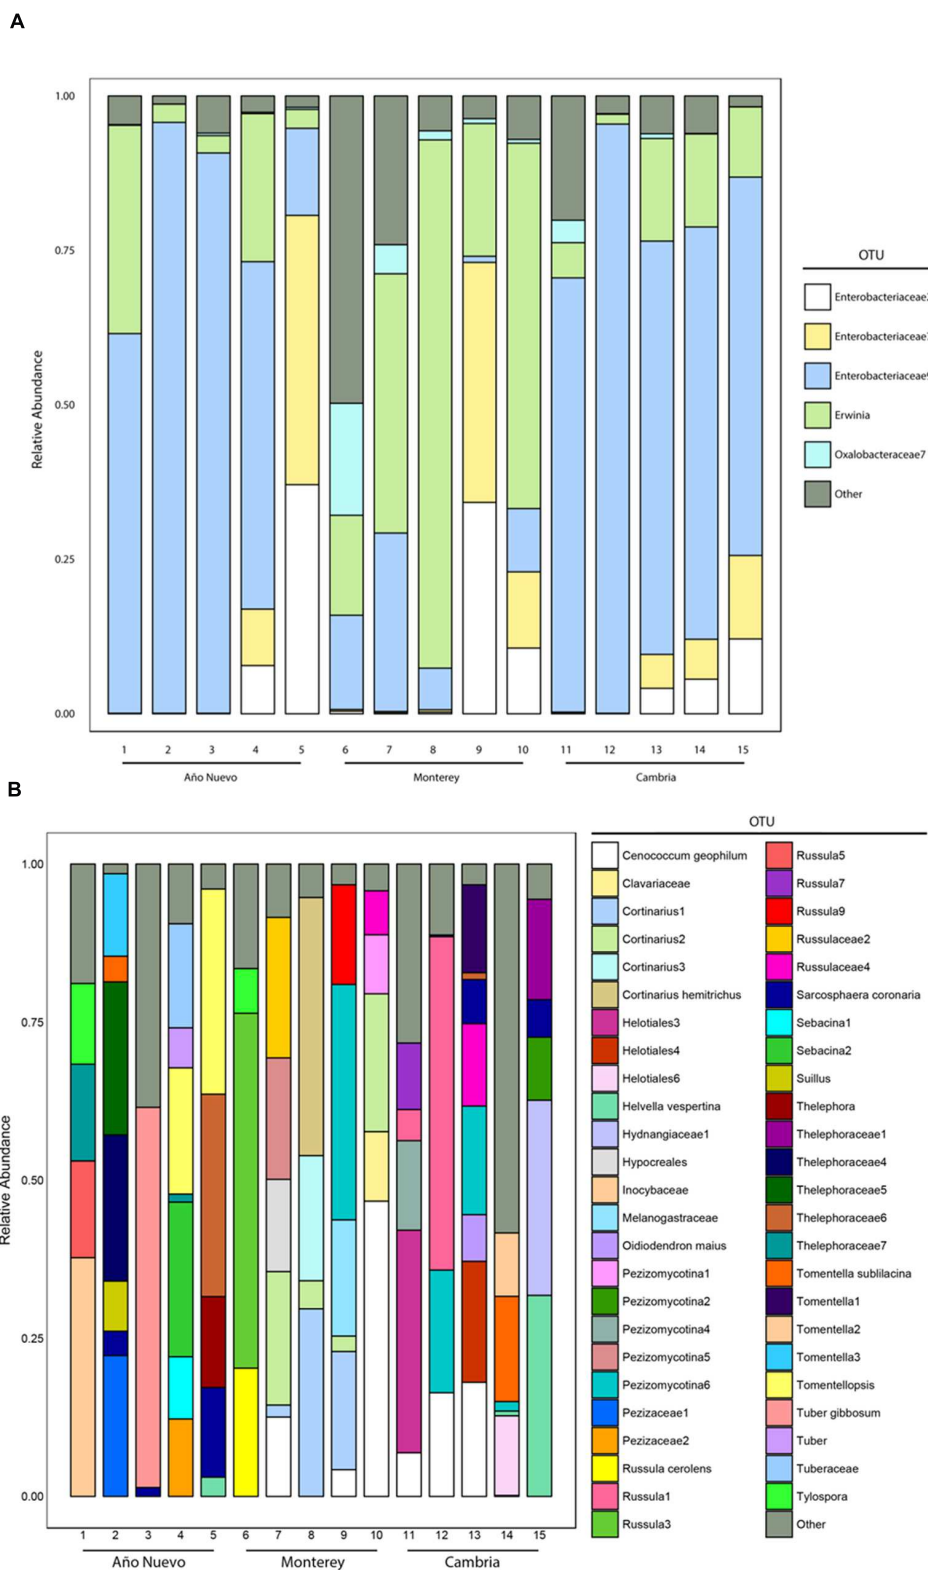 A
1.00
0.75
0.50
0.25
0.00
Relative Abundance
1 2 3 4 5 6 7 8 9 10 11 12 13 14 15
Año Nuevo Monterey Cambria
OTU
Erwinia
Oxalobacteraceae7
Other
B
1.00
0.75
0.50
0.25
0.00
Relative Abundance
1 2 3 4 5 6 7 8 9 10 11 12 13 14 15
Año Nuevo Monterey Cambria
OTU
Cenococcum geophilum
Clavariaceae
Cortinarius1
Cortinarius2
Cortinarius3
Cortinarius hemitrichus
Helotiales3
Helotiales4
Helotiales6
Helvella vespertina
Hydnangiaceae1
Hypocreales
Inocybaceae
Melanogastraceae
Oidiodendron maius
Pezizomycotina1
Pezizomycotina2
Pezizomycotina4
Pezizomycotina5
Pezizomycotina6
Pezizaceae1
Pezizaceae2
Russula cerolens
Russula1
Russula3
Russula5
Russula7
Russula9
Russulaceae2
Russulaceae4
Sarcosphaera coronaria
Sebacina1
Sebacina2
Suillus
Thelephora
Thelephoraceae1
Thelephoraceae4
Thelephoraceae5
Thelephoraceae6
Thelephoraceae7
Tomentella sublilacina
Tomentella1
Tomentella2
Tomentella3
Tomentellopsis
Tuber gibbosum
Tuber
Tuberaceae
Tylospora
Other